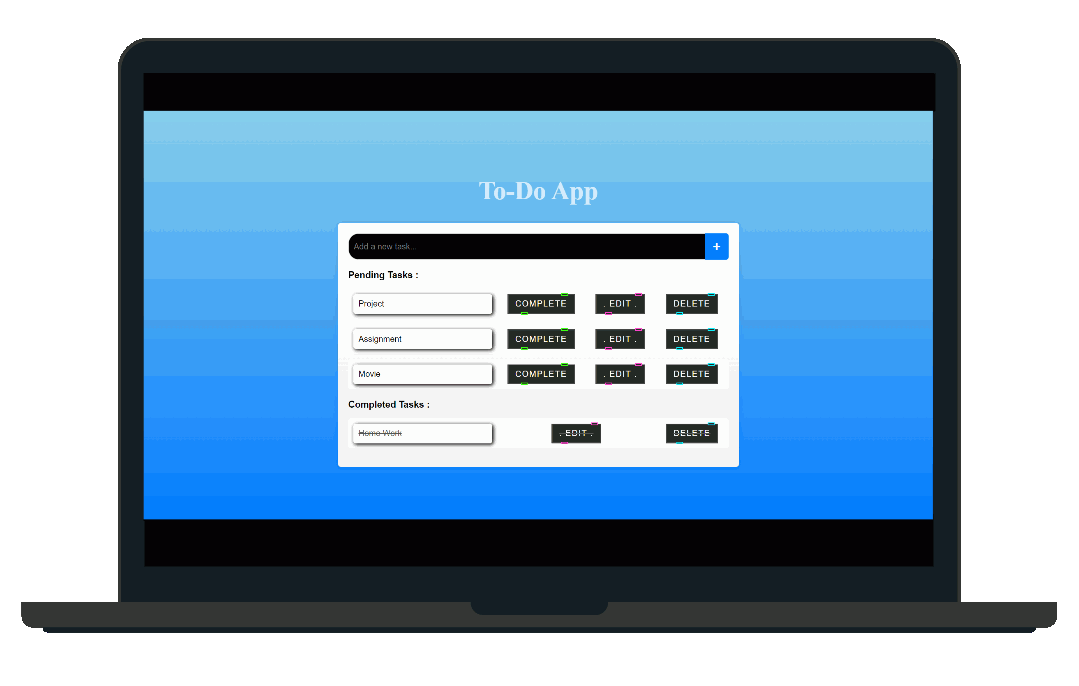 To-Do App
Add a new task...
+
Pending Tasks :
Project COMPLETE . EDIT . DELETE
Assignment COMPLETE . EDIT . DELETE
Movie COMPLETE . EDIT . DELETE
Completed Tasks :
Home Work . EDIT . DELETE